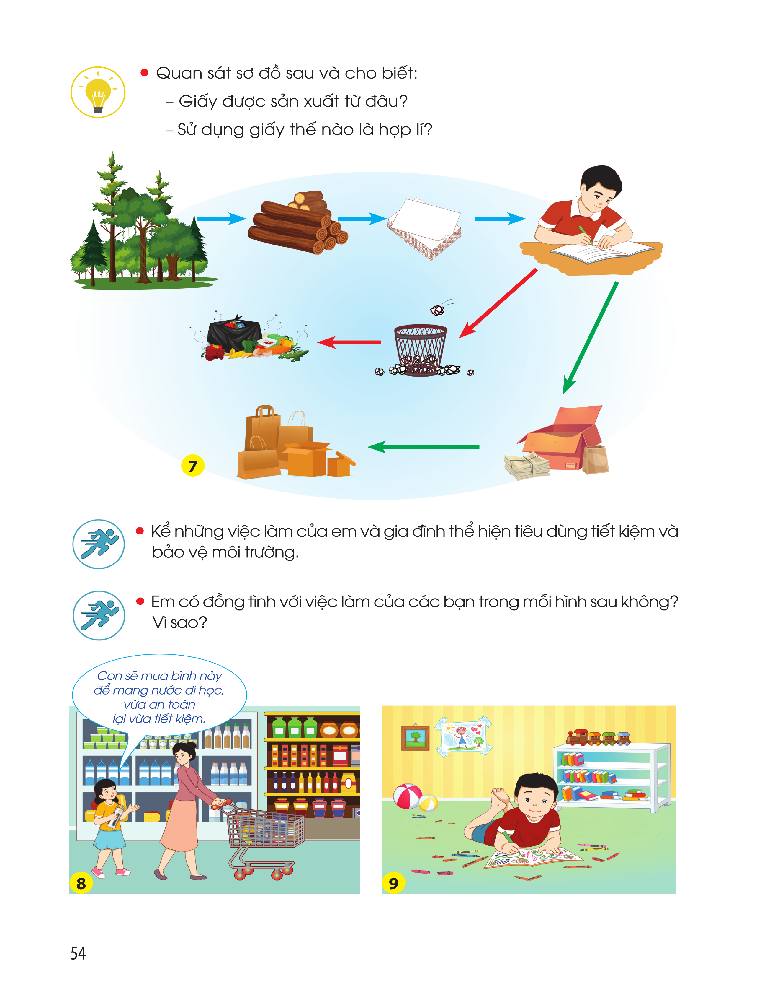 • Quan sát sơ đồ sau và cho biết:
– Giấy được sản xuất từ đâu?
– Sử dụng giấy thế nào là hợp lí?
7
• Kể những việc làm của em và gia đình thể hiện tiêu dùng tiết kiệm và
bảo vệ môi trường.
• Em có đồng tình với việc làm của các bạn trong mỗi hình sau không?
Vì sao?
Con sẽ mua bình này
để mang nước đi học,
vừa an toàn
lại vừa tiết kiệm.
8
9
54